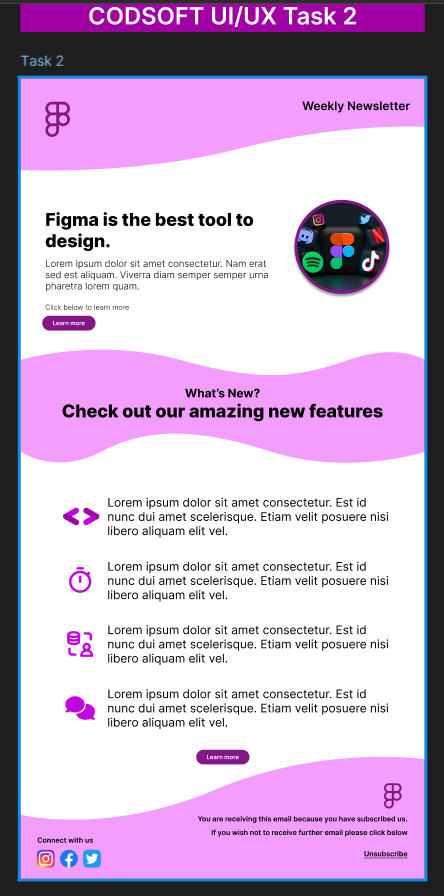 CODSOFT UI/UX Task 2
Task 2
Weekly Newsletter
Figma is the best tool to
design.
Lorem ipsum dolor sit amet consectetur. Nam erat
sed est aliquam. Viverra diam semper semper urna
pharetra lorem quam.
Click below to learn more
Learn more
What's New?
Check out our amazing new features
Lorem ipsum dolor sit amet consectetur. Est id
nunc dui amet scelerisque. Etiam velit posuere nisi
libero aliquam elit vel.
Lorem ipsum dolor sit amet consectetur. Est id
nunc dui amet scelerisque. Etiam velit posuere nisi
libero aliquam elit vel.
Lorem ipsum dolor sit amet consectetur. Est id
nunc dui amet scelerisque. Etiam velit posuere nisi
libero aliquam elit vel.
Lorem ipsum dolor sit amet consectetur. Est id
nunc dui amet scelerisque. Etiam velit posuere nisi
libero aliquam elit vel.
Learn more
You are receiving this email because you have subscribed us.
If you wish not to receive further email please click below
Connect with us
Unsubscribe